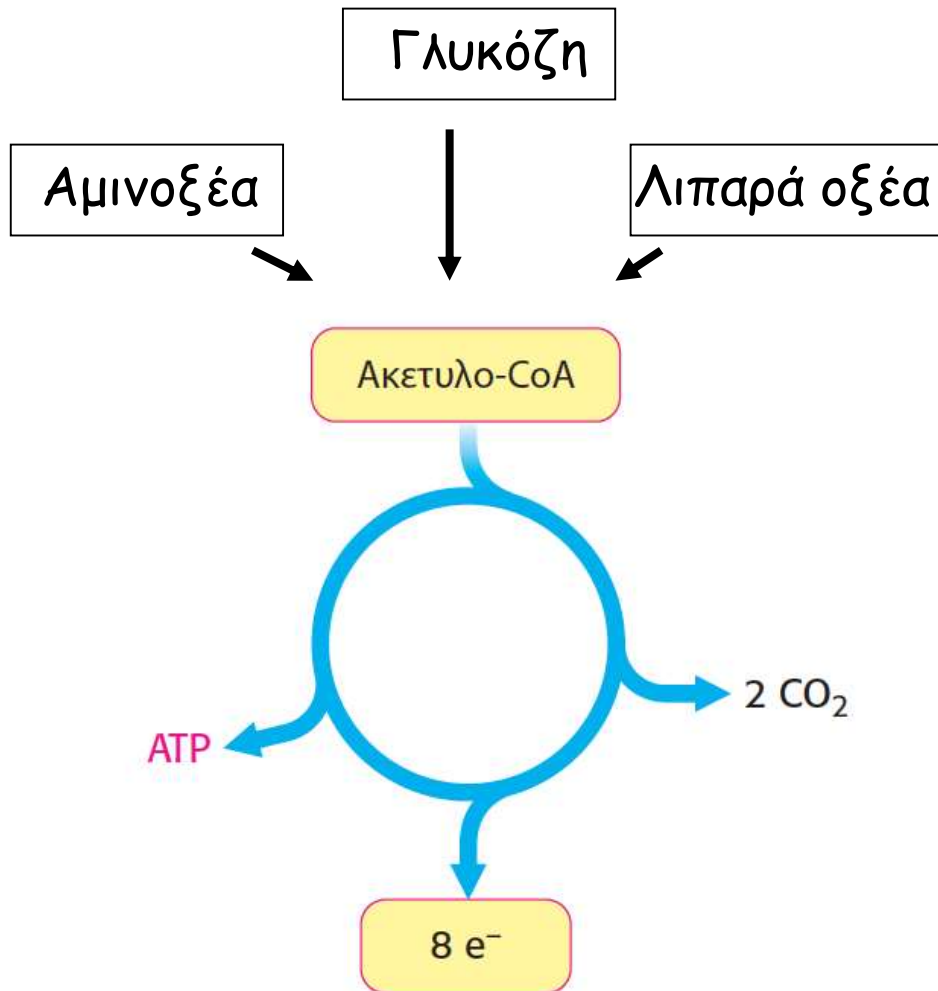 Γλυκόζη
Αμινοξέα
Λιπαρά οξέα
Ακετυλο-CoA
2 CO₂
ATP
8 e⁻